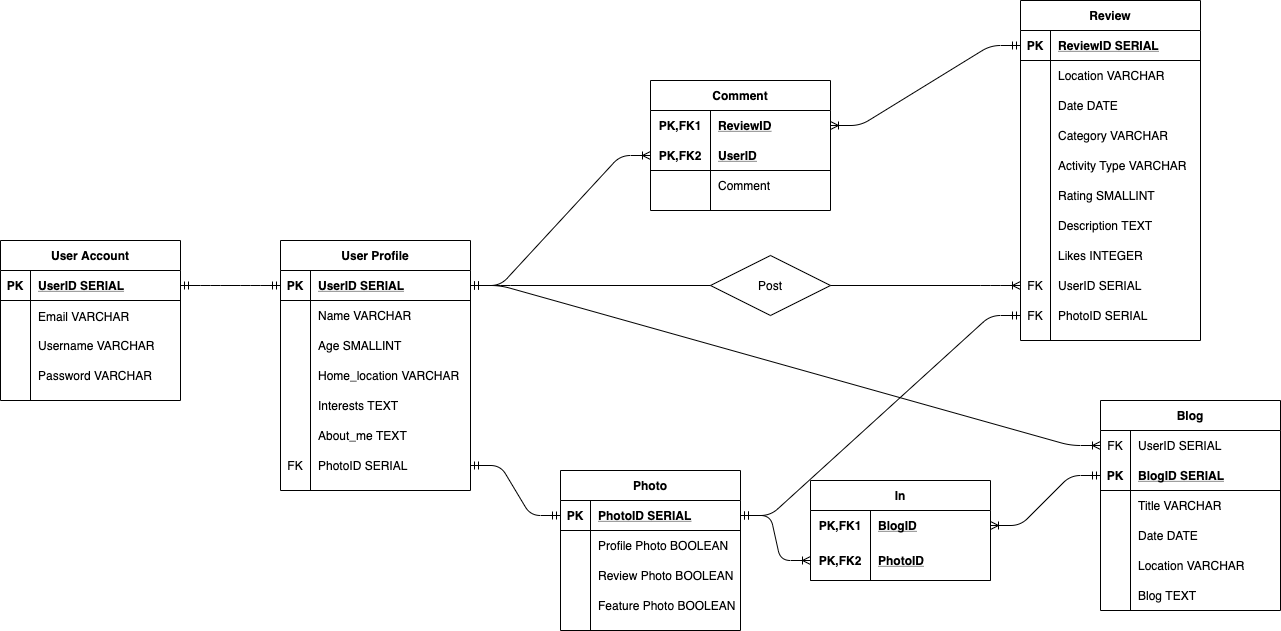 Review
PK ReviewID SERIAL
Location VARCHAR
Date DATE
Category VARCHAR
Activity Type VARCHAR
Rating SMALLINT
Description TEXT
Likes INTEGER
FK UserID SERIAL
FK PhotoID SERIAL
Comment
PK,FK1 ReviewID
PK,FK2 UserID
Comment
User Account
PK UserID SERIAL
Email VARCHAR
Username VARCHAR
Password VARCHAR
User Profile
PK UserID SERIAL
Name VARCHAR
Age SMALLINT
Home_location VARCHAR
Interests TEXT
About_me TEXT
FK PhotoID SERIAL
Post
Blog
FK UserID SERIAL
PK BlogID SERIAL
Title VARCHAR
Date DATE
Location VARCHAR
Blog TEXT
Photo
PK PhotoID SERIAL
Profile Photo BOOLEAN
Review Photo BOOLEAN
Feature Photo BOOLEAN
In
PK,FK1 BlogID
PK,FK2 PhotoID